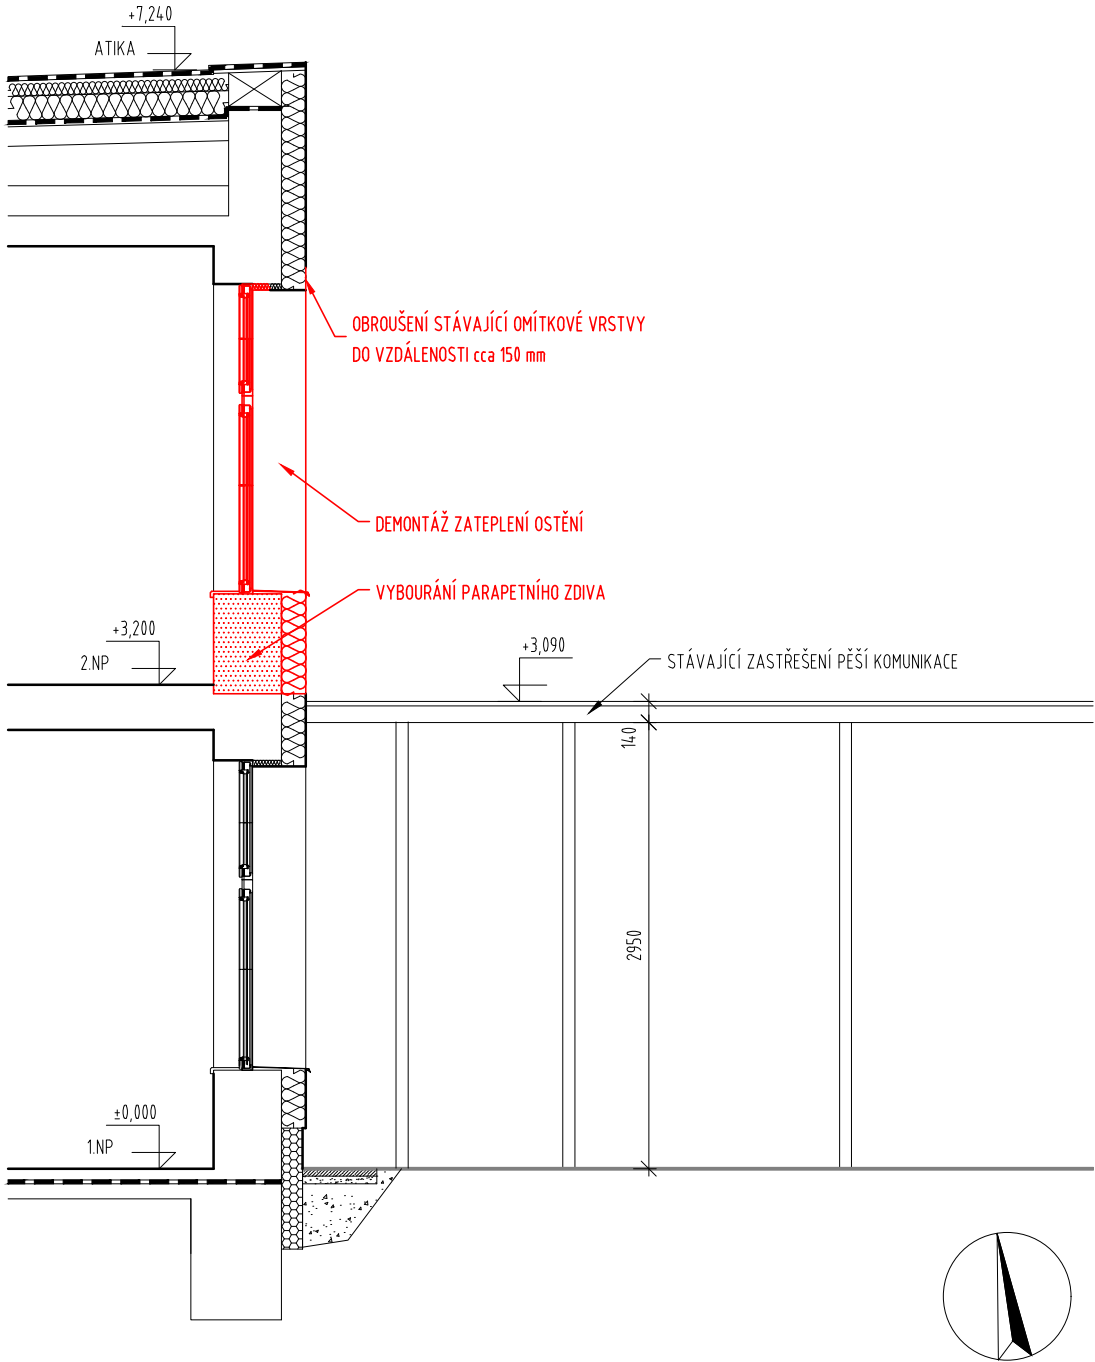 +7,240
ATIKA
OBROUŠENÍ STÁVAJÍCÍ OMÍTKOVÉ VRSTVY
DO VZDÁLENOSTI cca 150 mm
DEMONTÁŽ ZATEPLENÍ OSTĚNÍ
VYBOURÁNÍ PARAPETNÍHO ZDIVA
+3,200
2.NP
+3,090
STÁVAJÍCÍ ZASTŘEŠENÍ PĚŠÍ KOMUNIKACE
140
2950
±0,000
1.NP